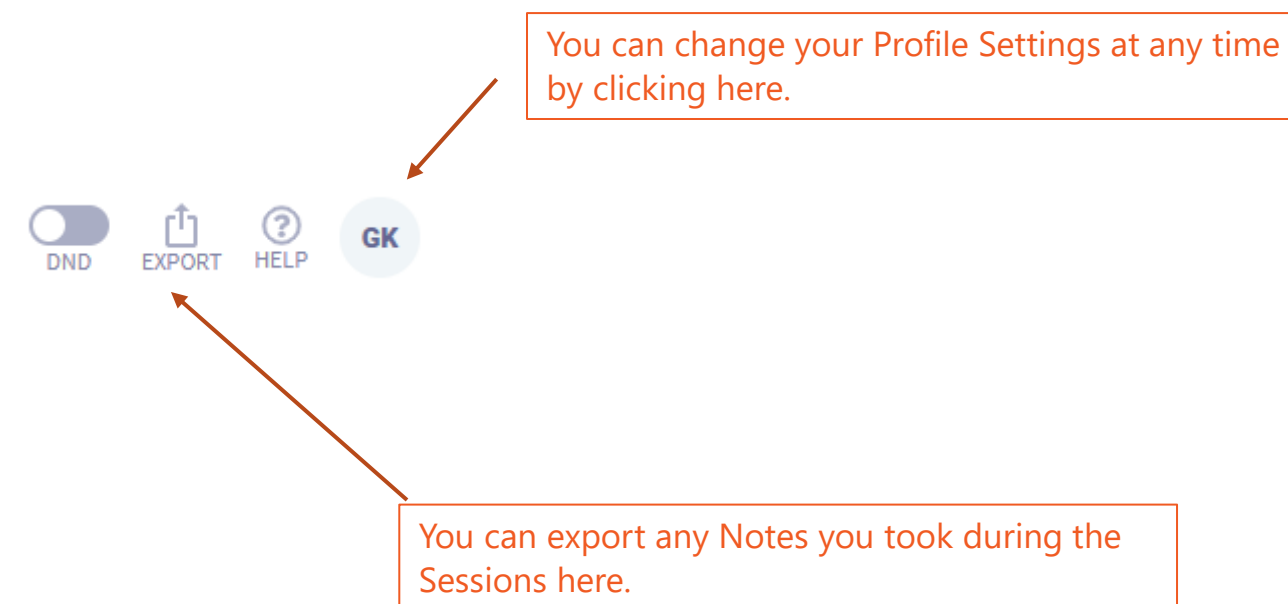 You can change your Profile Settings at any time
by clicking here.
DND
EXPORT
HELP
GK
You can export any Notes you took during the
Sessions here.